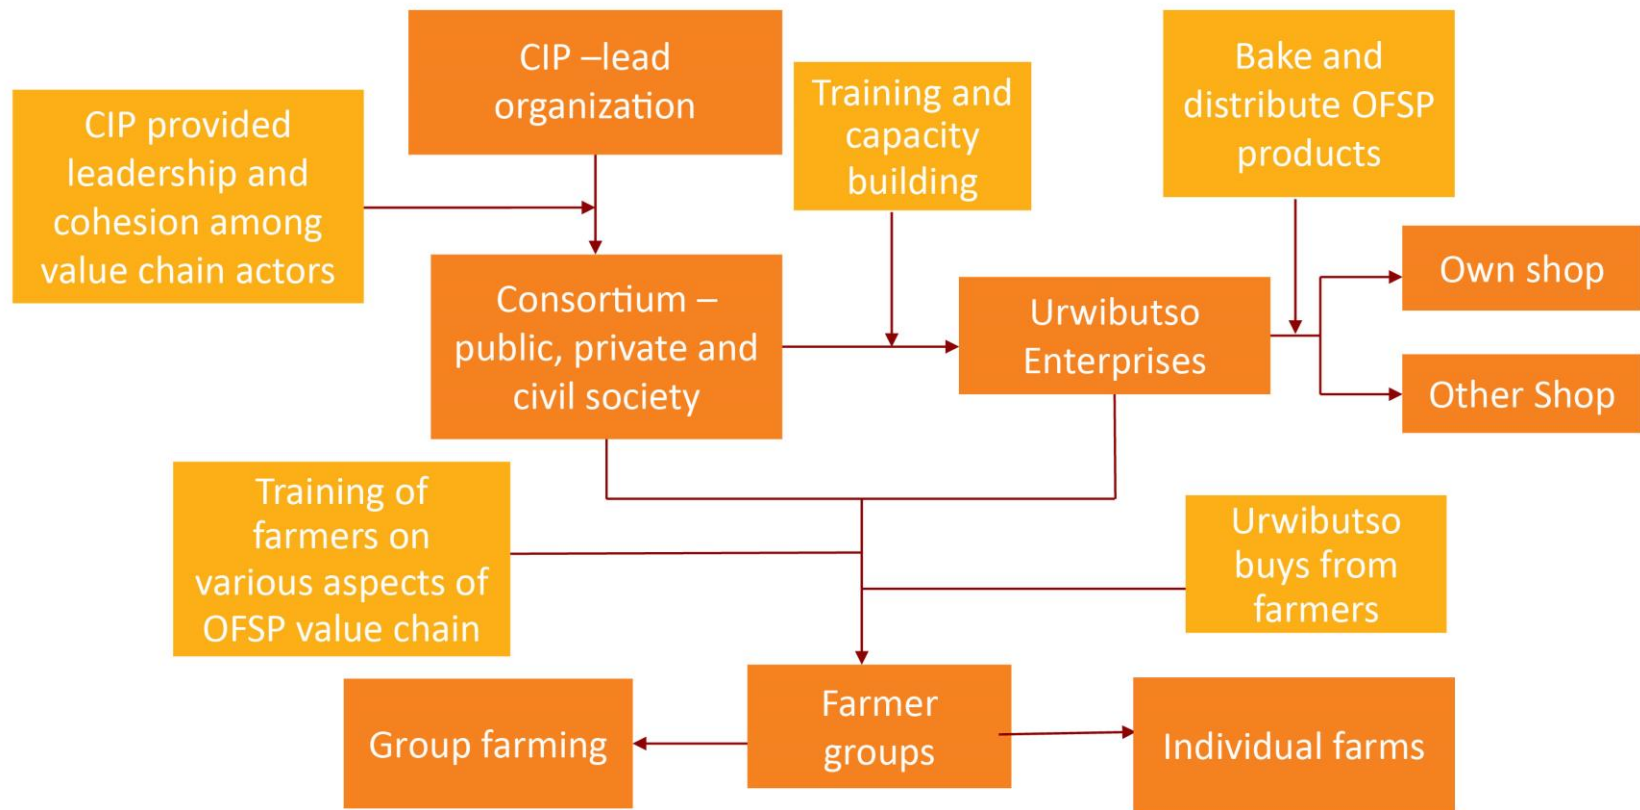 CIP –lead
organization
CIP provided
leadership and
cohesion among
value chain actors
Training and
capacity
building
Bake and
distribute OFSP
products
Consortium –
public, private and
civil society
Urwibutso
Enterprises
Own shop
Other Shop
Training of
farmers on
various aspects of
OFSP value chain
Urwibutso
buys from
farmers
Group farming
Farmer
groups
Individual farms